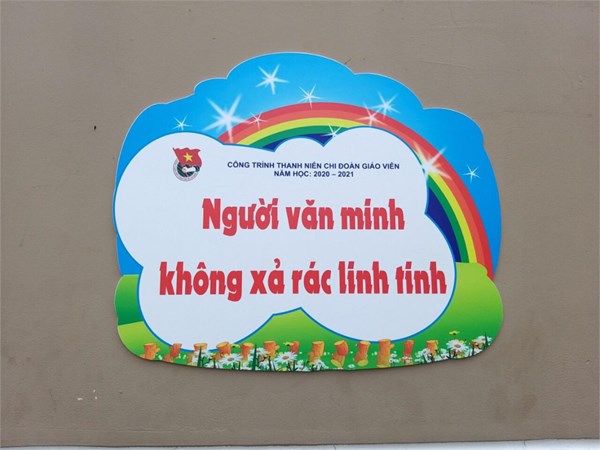 CÔNG TRÌNH THANH NIÊN CHI ĐOÀN GIÁO VIÊN
NĂM HỌC: 2020 – 2021
Người văn minh
không xả rác linh tinh